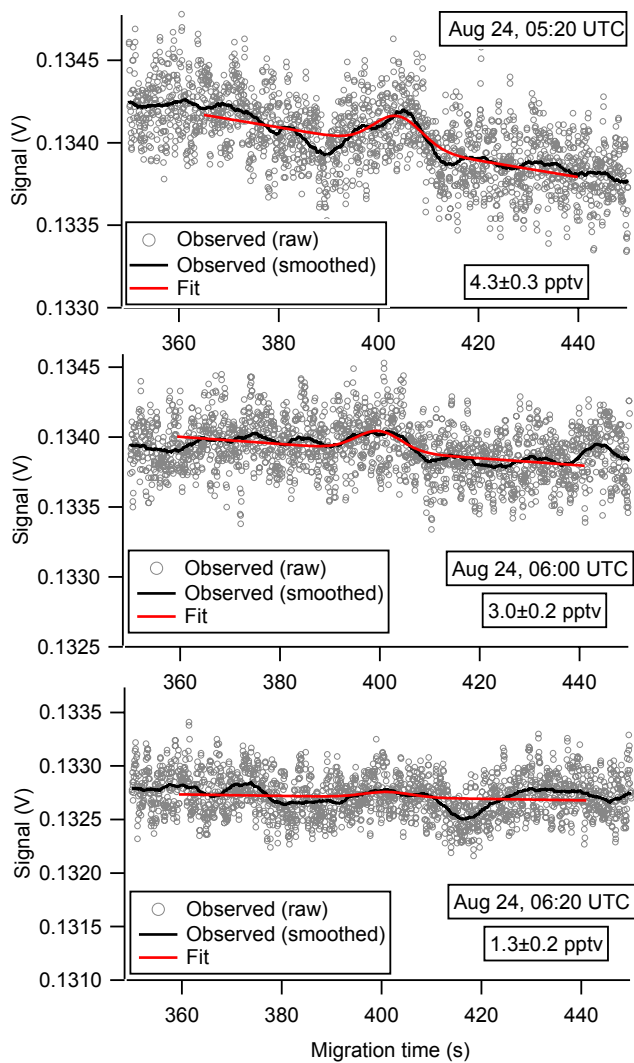 Aug 24, 05:20 UTC
0.1345
0.1340
0.1335
0.1330
Signal (V)
Observed (raw)
Observed (smoothed)
Fit
4.3±0.3 pptv
360
380
400
420
440
0.1345
0.1340
0.1335
0.1330
0.1325
Signal (V)
Observed (raw)
Observed (smoothed)
Fit
Aug 24, 06:00 UTC
3.0±0.2 pptv
360
380
400
420
440
0.1335
0.1330
0.1325
0.1320
0.1315
0.1310
Signal (V)
Observed (raw)
Observed (smoothed)
Fit
Aug 24, 06:20 UTC
1.3±0.2 pptv
360
380
400
420
440
Migration time (s)